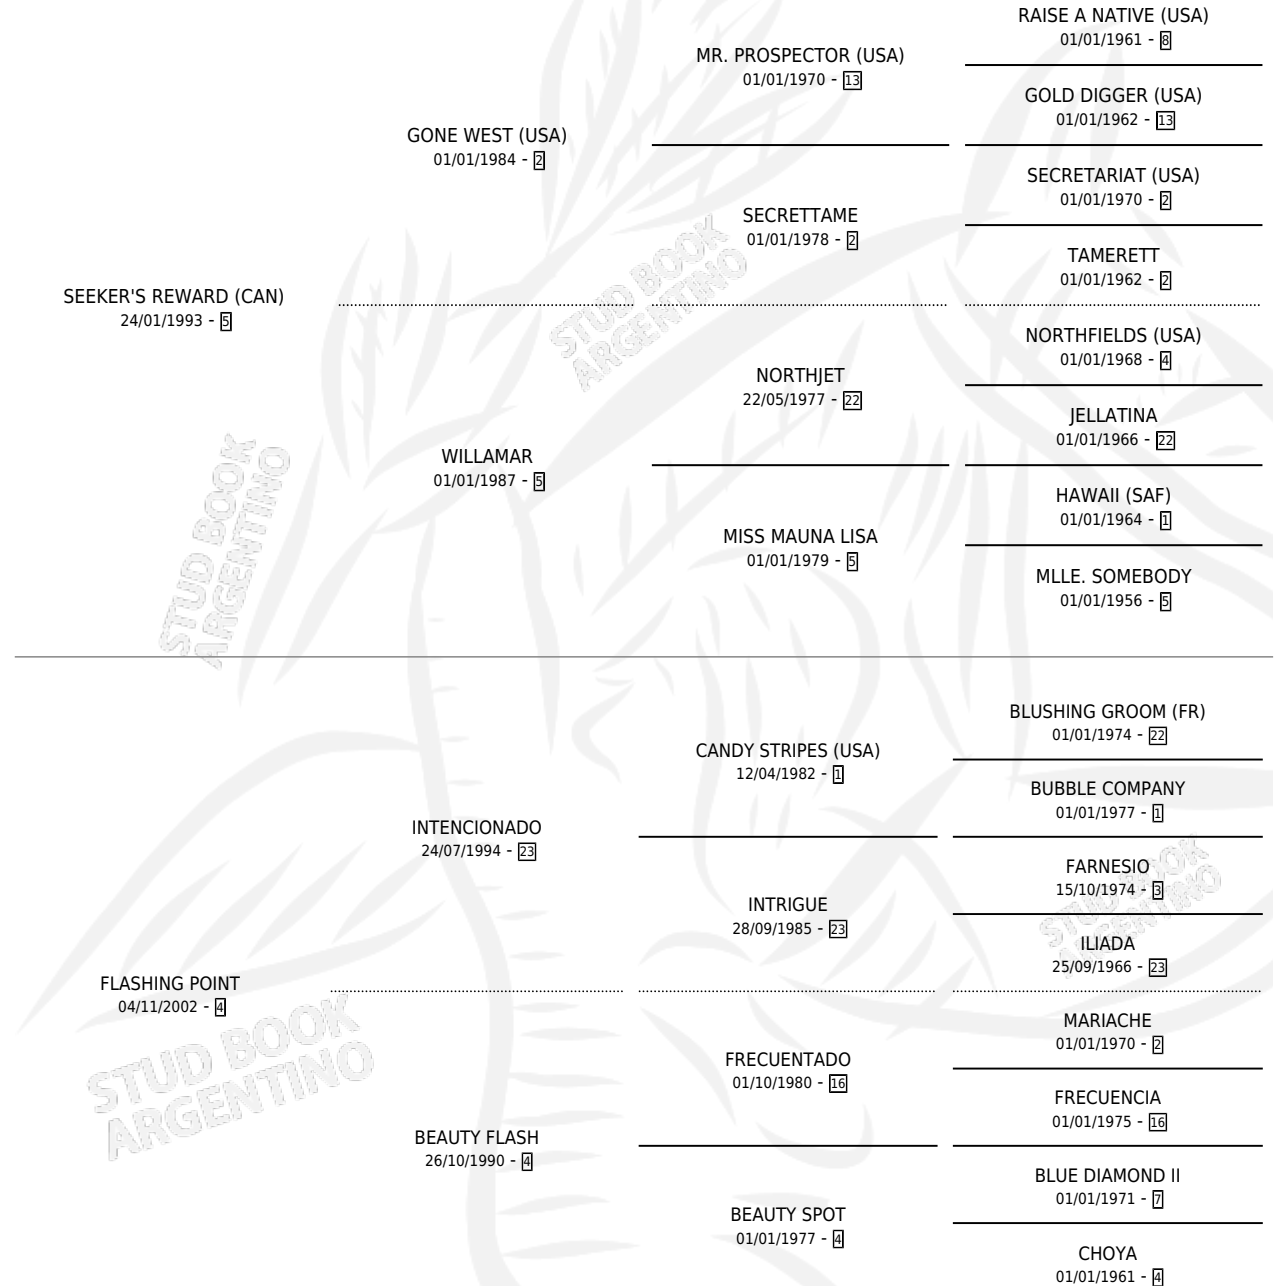 RAISE A NATIVE (USA)
01/01/1961 - 8
MR. PROSPECTOR (USA)
01/01/1970 - 13
GOLD DIGGER (USA)
01/01/1962 - 13
GONE WEST (USA)
01/01/1984 - 2
SECRETARIAT (USA)
01/01/1970 - 2
SECRETTAME
01/01/1978 - 2
TAMERETT
01/01/1962 - 2
SEEKER'S REWARD (CAN)
24/01/1993 - 5
NORTHFIELDS (USA)
01/01/1968 - 4
NORTHJET
22/05/1977 - 22
JELLATINA
01/01/1966 - 22
WILLAMAR
01/01/1987 - 5
HAWAII (SAF)
01/01/1964 - 1
MISS MAUNA LISA
01/01/1979 - 5
MLLE. SOMEBODY
01/01/1956 - 5
BLUSHING GROOM (FR)
01/01/1974 - 22
CANDY STRIPES (USA)
12/04/1982 - 1
BUBBLE COMPANY
01/01/1977 - 1
INTENCIONADO
24/07/1994 - 23
FARNESIO
15/10/1974 - 3
INTRIGUE
28/09/1985 - 23
ILIADA
25/09/1966 - 23
FLASHING POINT
04/11/2002 - 4
MARIACHE
01/01/1970 - 2
FRECUENTADO
01/10/1980 - 16
FRECUENCIA
01/01/1975 - 16
BEAUTY FLASH
26/10/1990 - 4
BLUE DIAMOND II
01/01/1971 - 7
BEAUTY SPOT
01/01/1977 - 4
CHOYA
01/01/1961 - 4
STUD BOOK
ARGENTINO
STUD BOOK
ARGENTINO
STUD BOOK
ARGENTINO
STUD BOOK
ARGENTINO